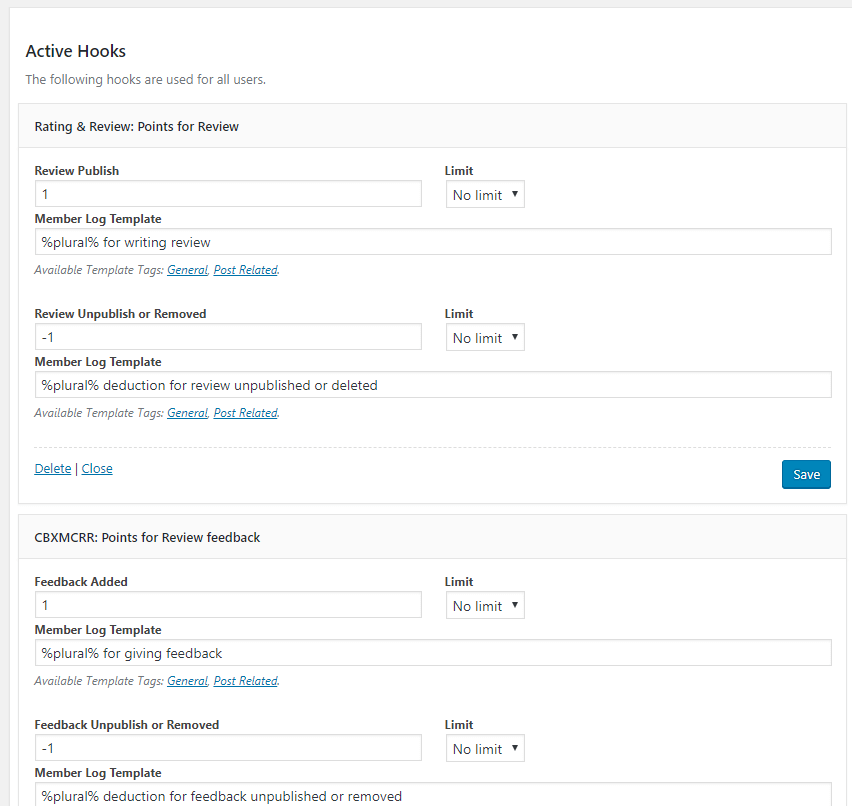 Active Hooks
The following hooks are used for all users.
Rating & Review: Points for Review
Review Publish Limit
1 No limit
Member Log Template
%plural% for writing review
Available Template Tags: General, Post Related.
Review Unpublish or Removed Limit
-1 No limit
Member Log Template
%plural% deduction for review unpublished or deleted
Available Template Tags: General, Post Related.
Delete | Close Save
CBXMCRR: Points for Review feedback
Feedback Added Limit
1 No limit
Member Log Template
%plural% for giving feedback
Available Template Tags: General, Post Related.
Feedback Unpublish or Removed Limit
-1 No limit
Member Log Template
%plural% deduction for feedback unpublished or removed